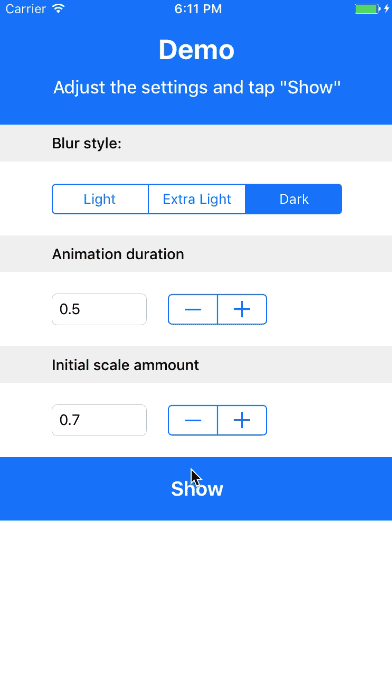 Carrier 6:11 PM
Demo
Adjust the settings and tap "Show"
Blur style:
Light Extra Light Dark
Animation duration
0.5
Initial scale ammount
0.7
Show